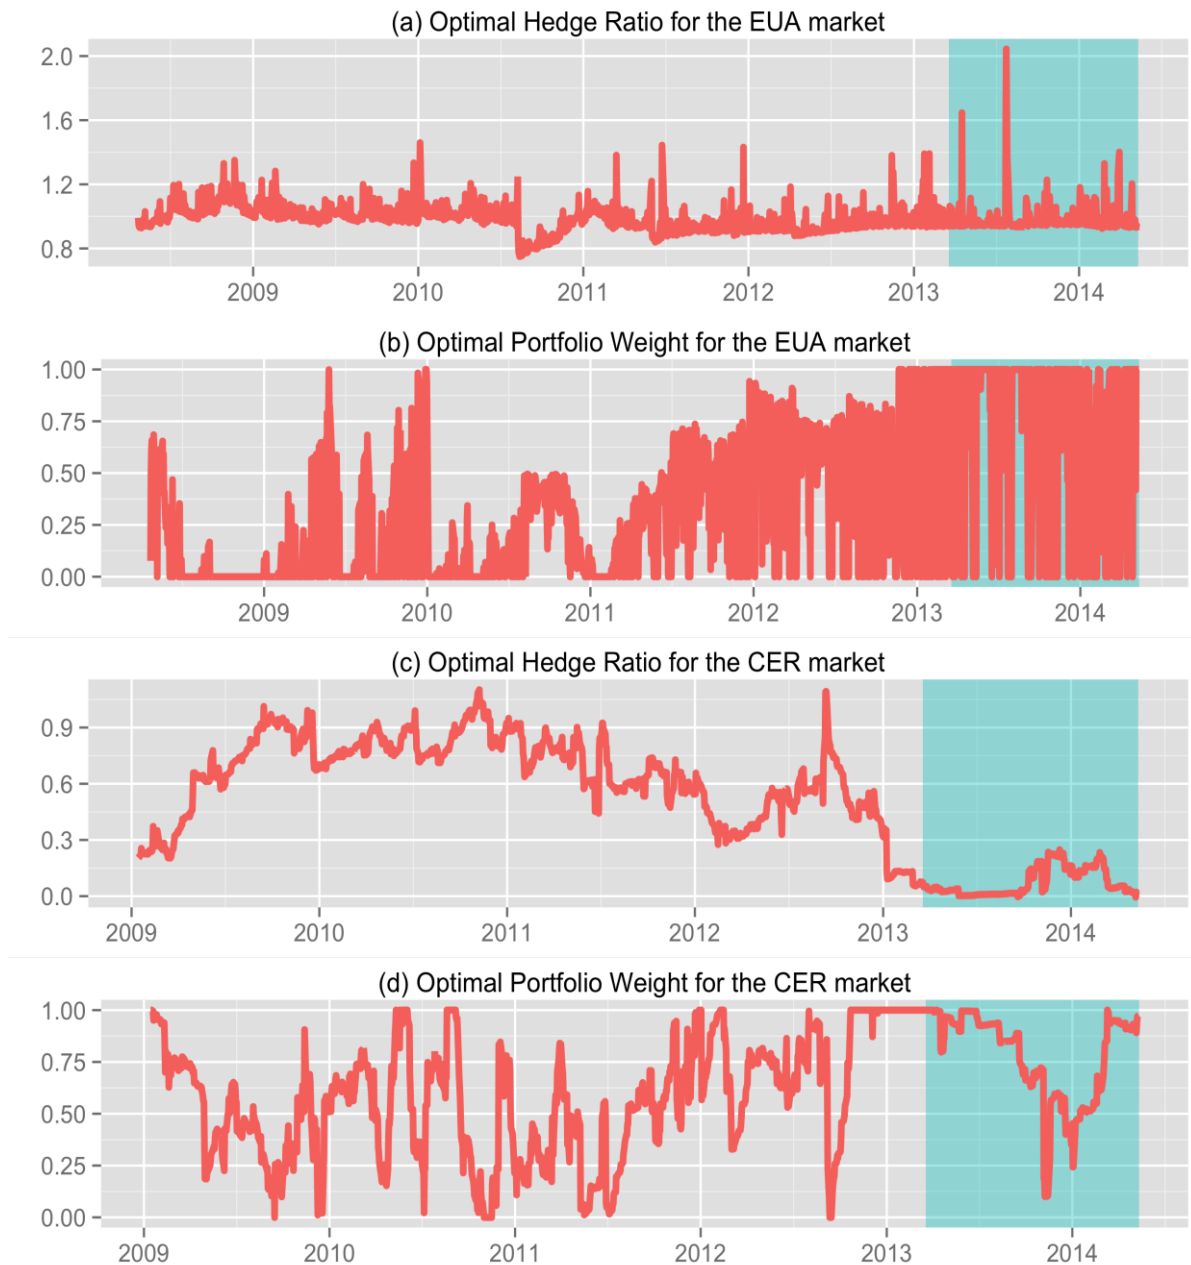 (a) Optimal Hedge Ratio for the EUA market
2.0
1.6
1.2
0.8
2009 2010 2011 2012 2013 2014
(b) Optimal Portfolio Weight for the EUA market
1.00
0.75
0.50
0.25
0.00
2009 2010 2011 2012 2013 2014
(c) Optimal Hedge Ratio for the CER market
0.9
0.6
0.3
0.0
2009 2010 2011 2012 2013 2014
(d) Optimal Portfolio Weight for the CER market
1.00
0.75
0.50
0.25
0.00
2009 2010 2011 2012 2013 2014